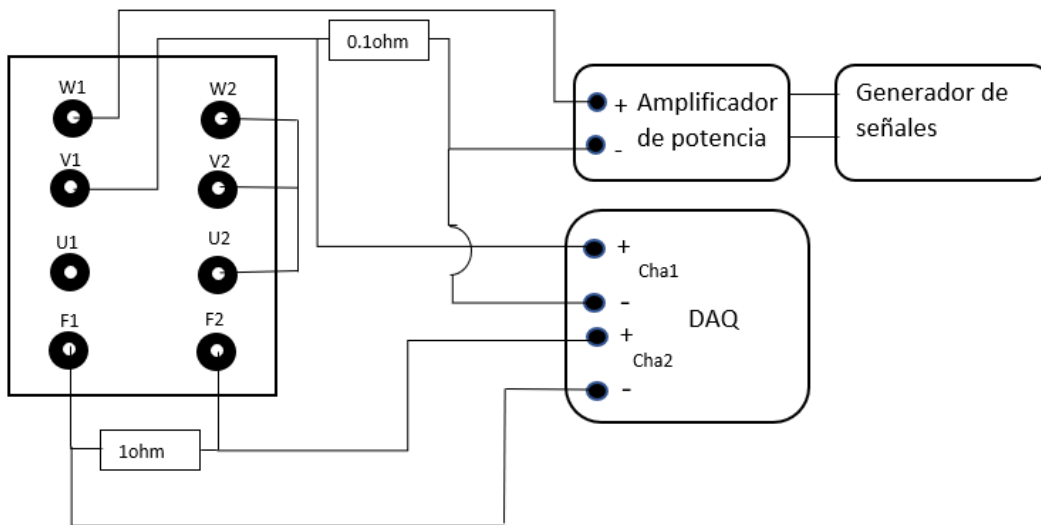 0.1ohm
W1
W2
V1
V2
U1
U2
F1
F2
1ohm
+ Amplificador
- de potencia
Generador de
señales
+
Cha1
-
DAQ
+
Cha2
-